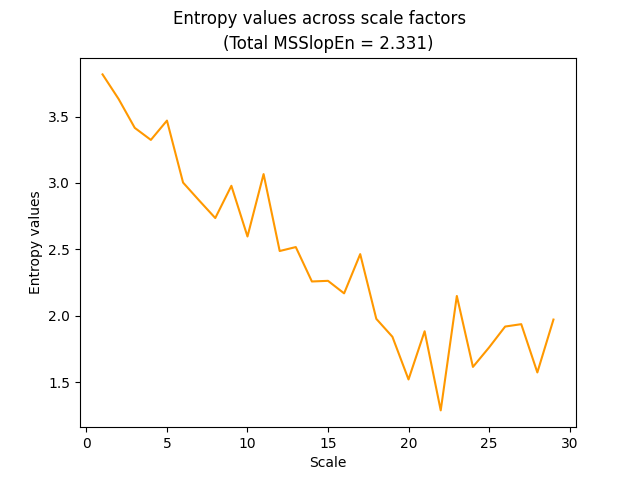 Entropy values across scale factors
(Total MSSlopEn = 2.331)
3.5
3.0
2.5
2.0
1.5
Entropy values
0 5 10 15 20 25 30
Scale